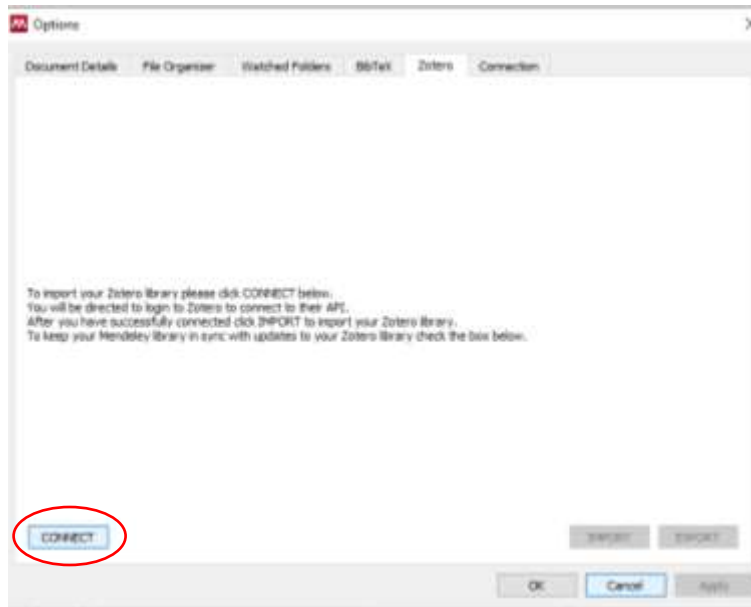 Options
Document Details File Organiser Watched Folders BibTeX Zotero Connection
To import your Zotero library please click CONNECT below.
You will be directed to login to Zotero to connect to their API.
After you have successfully connected click IMPORT to import your Zotero library.
To keep your Mendeley library in sync with updates to your Zotero library check the box below.
CONNECT IMPORT EXPORT
OK Cancel Apply